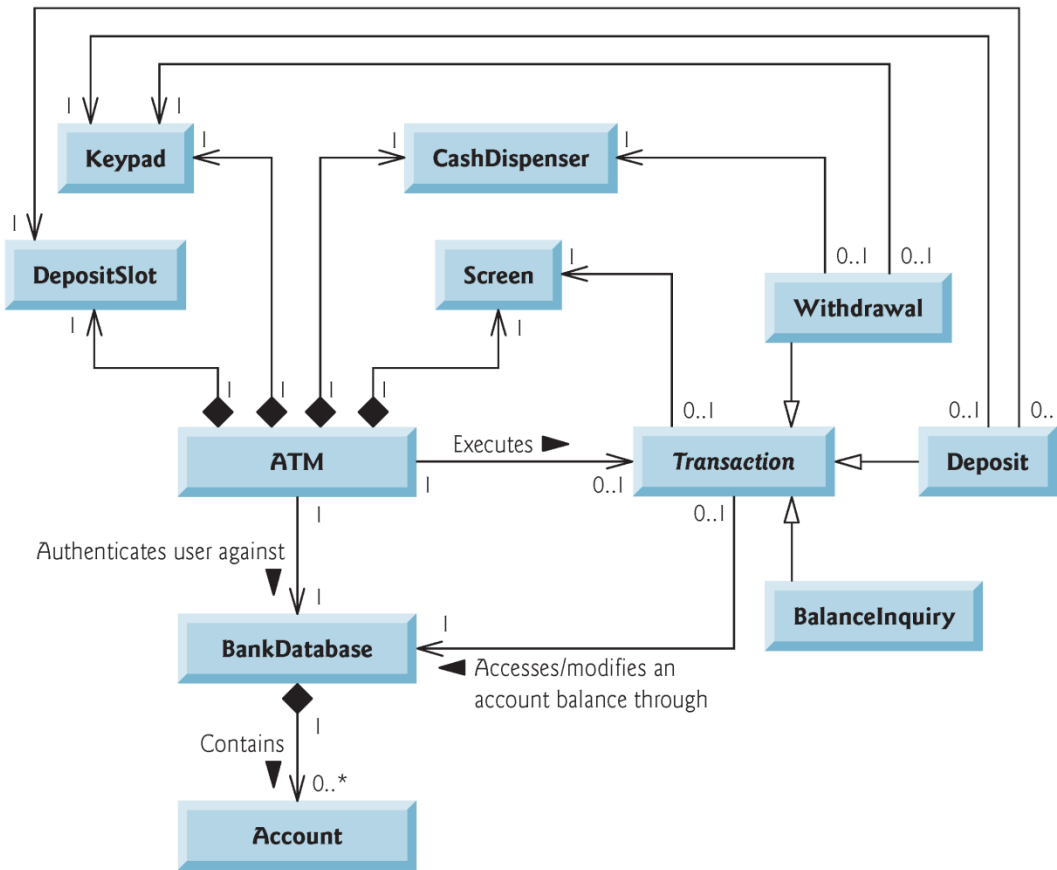 1 1 1 1 1
Keypad
CashDispenser
1
DepositSlot
Screen
1
0..1 0..1
Withdrawal
1 1
1 1 1 1
0..1
0..1 0..
ATM
Executes
Transaction
Deposit
1
0..1
1
0..1
Authenticates user against
1
BalanceInquiry
1
BankDatabase
Accesses/modifies an
account balance through
1
Contains
0..*
Account